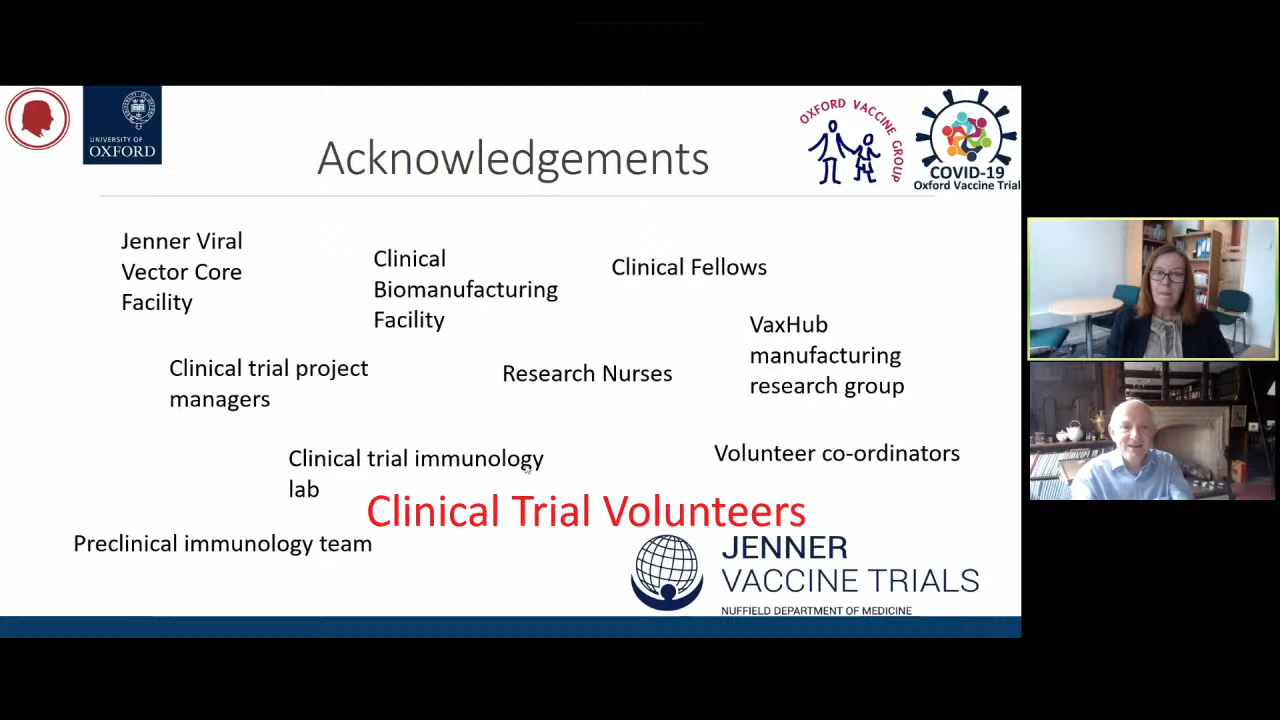 UNIVERSITY OF
OXFORD
Acknowledgements
OXFORD VACCINE GROUP
COVID-19
Oxford Vaccine Trial
Jenner Viral
Vector Core
Facility
Clinical
Biomanufacturing
Facility
Clinical Fellows
VaxHub
manufacturing
research group
Clinical trial project
managers
Research Nurses
Clinical trial immunology
lab
Volunteer co-ordinators
Clinical Trial Volunteers
Preclinical immunology team
JENNER
VACCINE TRIALS
NUFFIELD DEPARTMENT OF MEDICINE